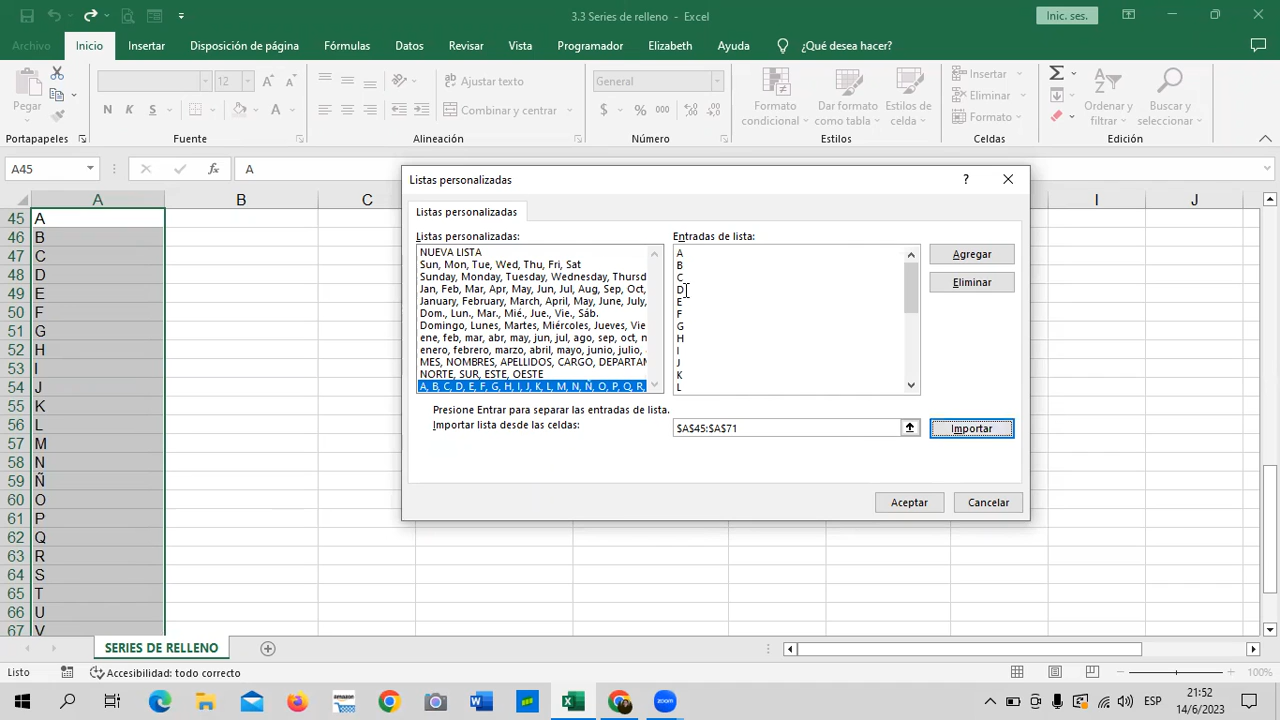 3.3 Series de relleno - Excel
Inic. ses.
Archivo Inicio Insertar Disposición de página Fórmulas Datos Revisar Vista Programador Elizabeth Ayuda ¿Qué desea hacer?
Pegar
N K S
12 A A
A
Ajustar texto
Combinar y centrar
General
$ % 000
Formato condicional
Dar formato como tabla
Estilos de celda
Insertar
Eliminar
Formato
Ordenar y filtrar
Buscar y seleccionar
Portapapeles Fuente Alineación Número Estilos Celdas Edición
A45 fx A
A B C I J
45 A
46 B
47 C
48 D
49 E
50 F
51 G
52 H
53 I
54 J
55 K
56 L
57 M
58 N
59 Ñ
60 O
61 P
62 Q
63 R
64 S
65 T
66 U
67 V
Listas personalizadas ?
Listas personalizadas
Listas personalizadas:
NUEVA LISTA
Sun, Mon, Tue, Wed, Thu, Fri, Sat
Sunday, Monday, Tuesday, Wednesday, Thursd
Jan, Feb, Mar, Apr, May, Jun, Jul, Aug, Sep, Oct,
January, February, March, April, May, June, July,
Dom., Lun., Mar., Mié., Jue., Vie., Sáb.
Domingo, Lunes, Martes, Miércoles, Jueves, Vie
ene, feb, mar, abr, may, jun, jul, ago, sep, oct, n
enero, febrero, marzo, abril, mayo, junio, julio,
MES, NOMBRES, APELLIDOS, CARGO, DEPARTAM
NORTE, SUR, ESTE, OESTE
A, B, C, D, E, F, G, H, I, J, K, L, M, N, Ñ, O, P, Q, R,
Entradas de lista:
A
B
C
D
E
F
G
H
I
J
K
L
Agregar
Eliminar
Presione Entrar para separar las entradas de lista.
Importar lista desde las celdas:
$A$45:$A$71
Importar
Aceptar Cancelar
SERIES DE RELLENO
Listo Accesibilidad: todo correcto 100%
amazon
zoom
ESP
21:52
14/6/2023